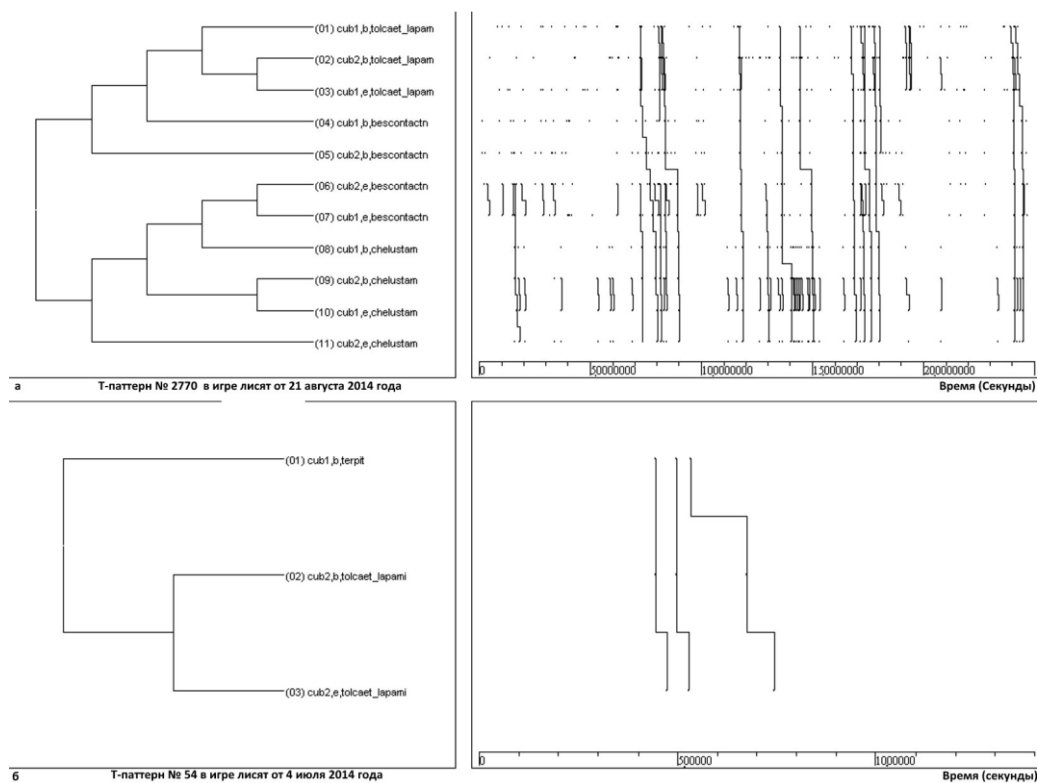 (01) cub1,b,tolcaet_lapam
(02) cub2,b,tolcaet_lapam
(03) cub1,e,tolcaet_lapam
(04) cub1,b,bescontactn
(05) cub2,b,bescontactn
(06) cub2,e,bescontactn
(07) cub1,e,bescontactn
(08) cub1,b,chelustam
(09) cub2,b,chelustam
(10) cub1,e,chelustam
(11) cub2,e,chelustam
0 50000000 100000000 150000000 200000000
а Т-паттерн № 2770 в игре лисят от 21 августа 2014 года
Время (Секунды)
(01) cub1,b,terpit
(02) cub2,b,tolcaet_lapami
(03) cub2,e,tolcaet_lapami
0 500000 1000000
б Т-паттерн № 54 в игре лисят от 4 июля 2014 года
Время (секунды)